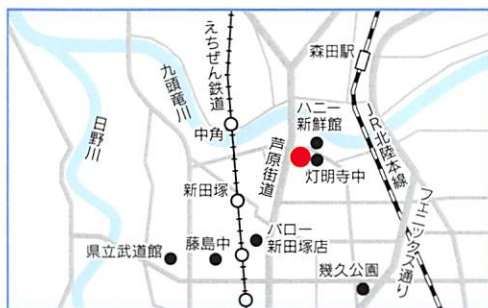 えちぜん鉄道
九頭竜川
日野川
中角
新田塚
県立武道館
藤島中
バロー
新田塚店
芦原街道
ハニー
新鮮館
灯明寺中
森田駅
JR北陸本線
フェニックス通り
幾久公園